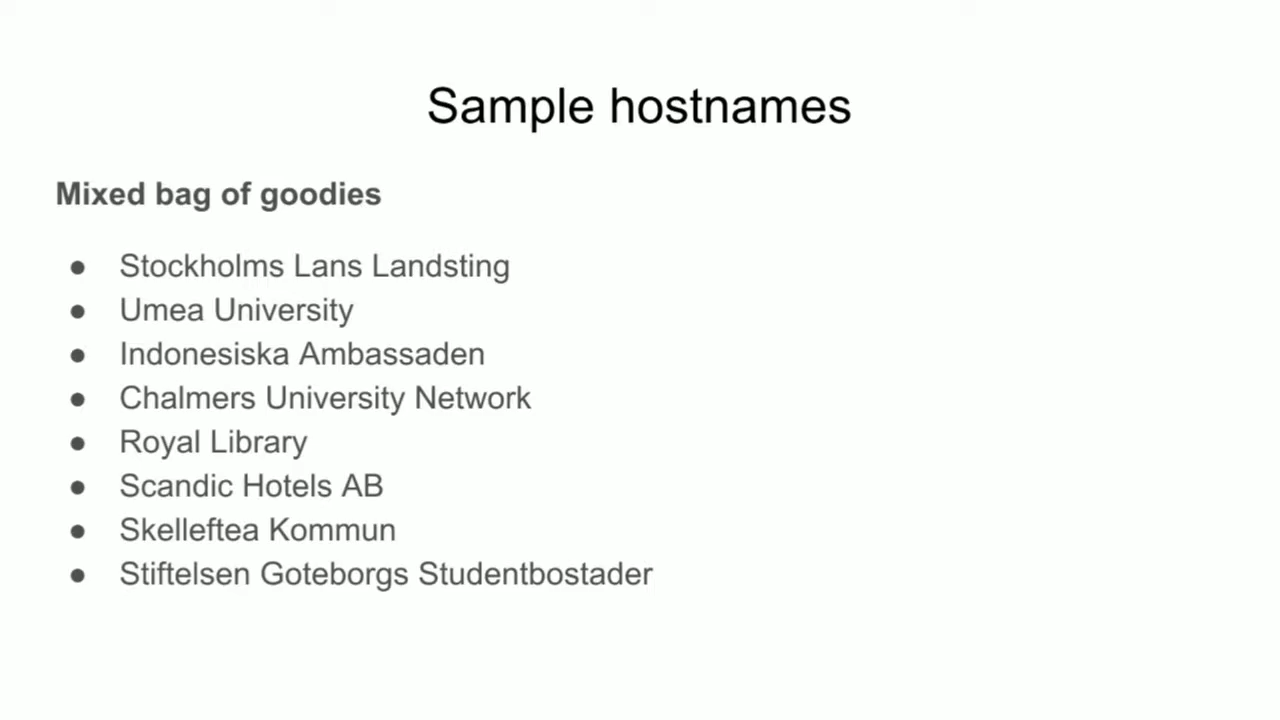 Sample hostnames
Mixed bag of goodies
● Stockholms Lans Landsting
● Umea University
● Indonesiska Ambassaden
● Chalmers University Network
● Royal Library
● Scandic Hotels AB
● Skelleftea Kommun
● Stiftelsen Goteborgs Studentbostader